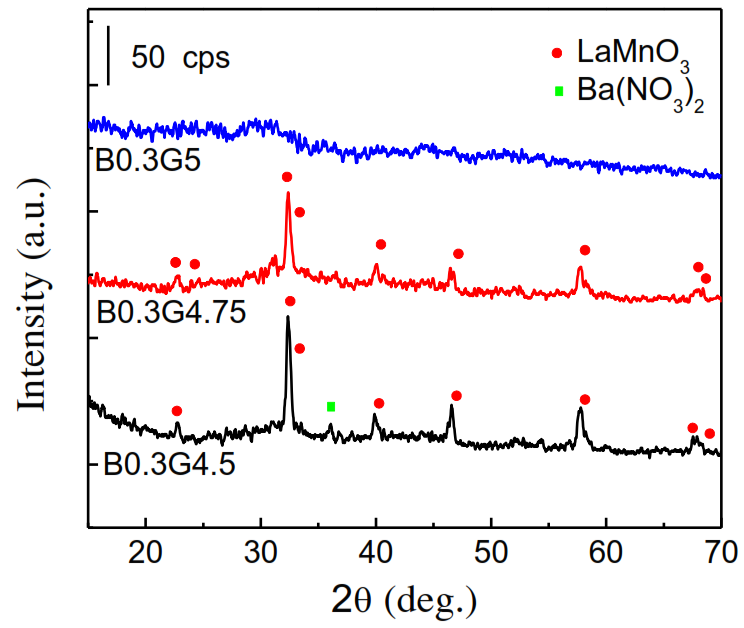 50 cps
LaMnO₃
Ba(NO₃)₂
B0.3G5
B0.3G4.75
B0.3G4.5
Intensity (a.u.)
20 30 40 50 60 70
2θ (deg.)